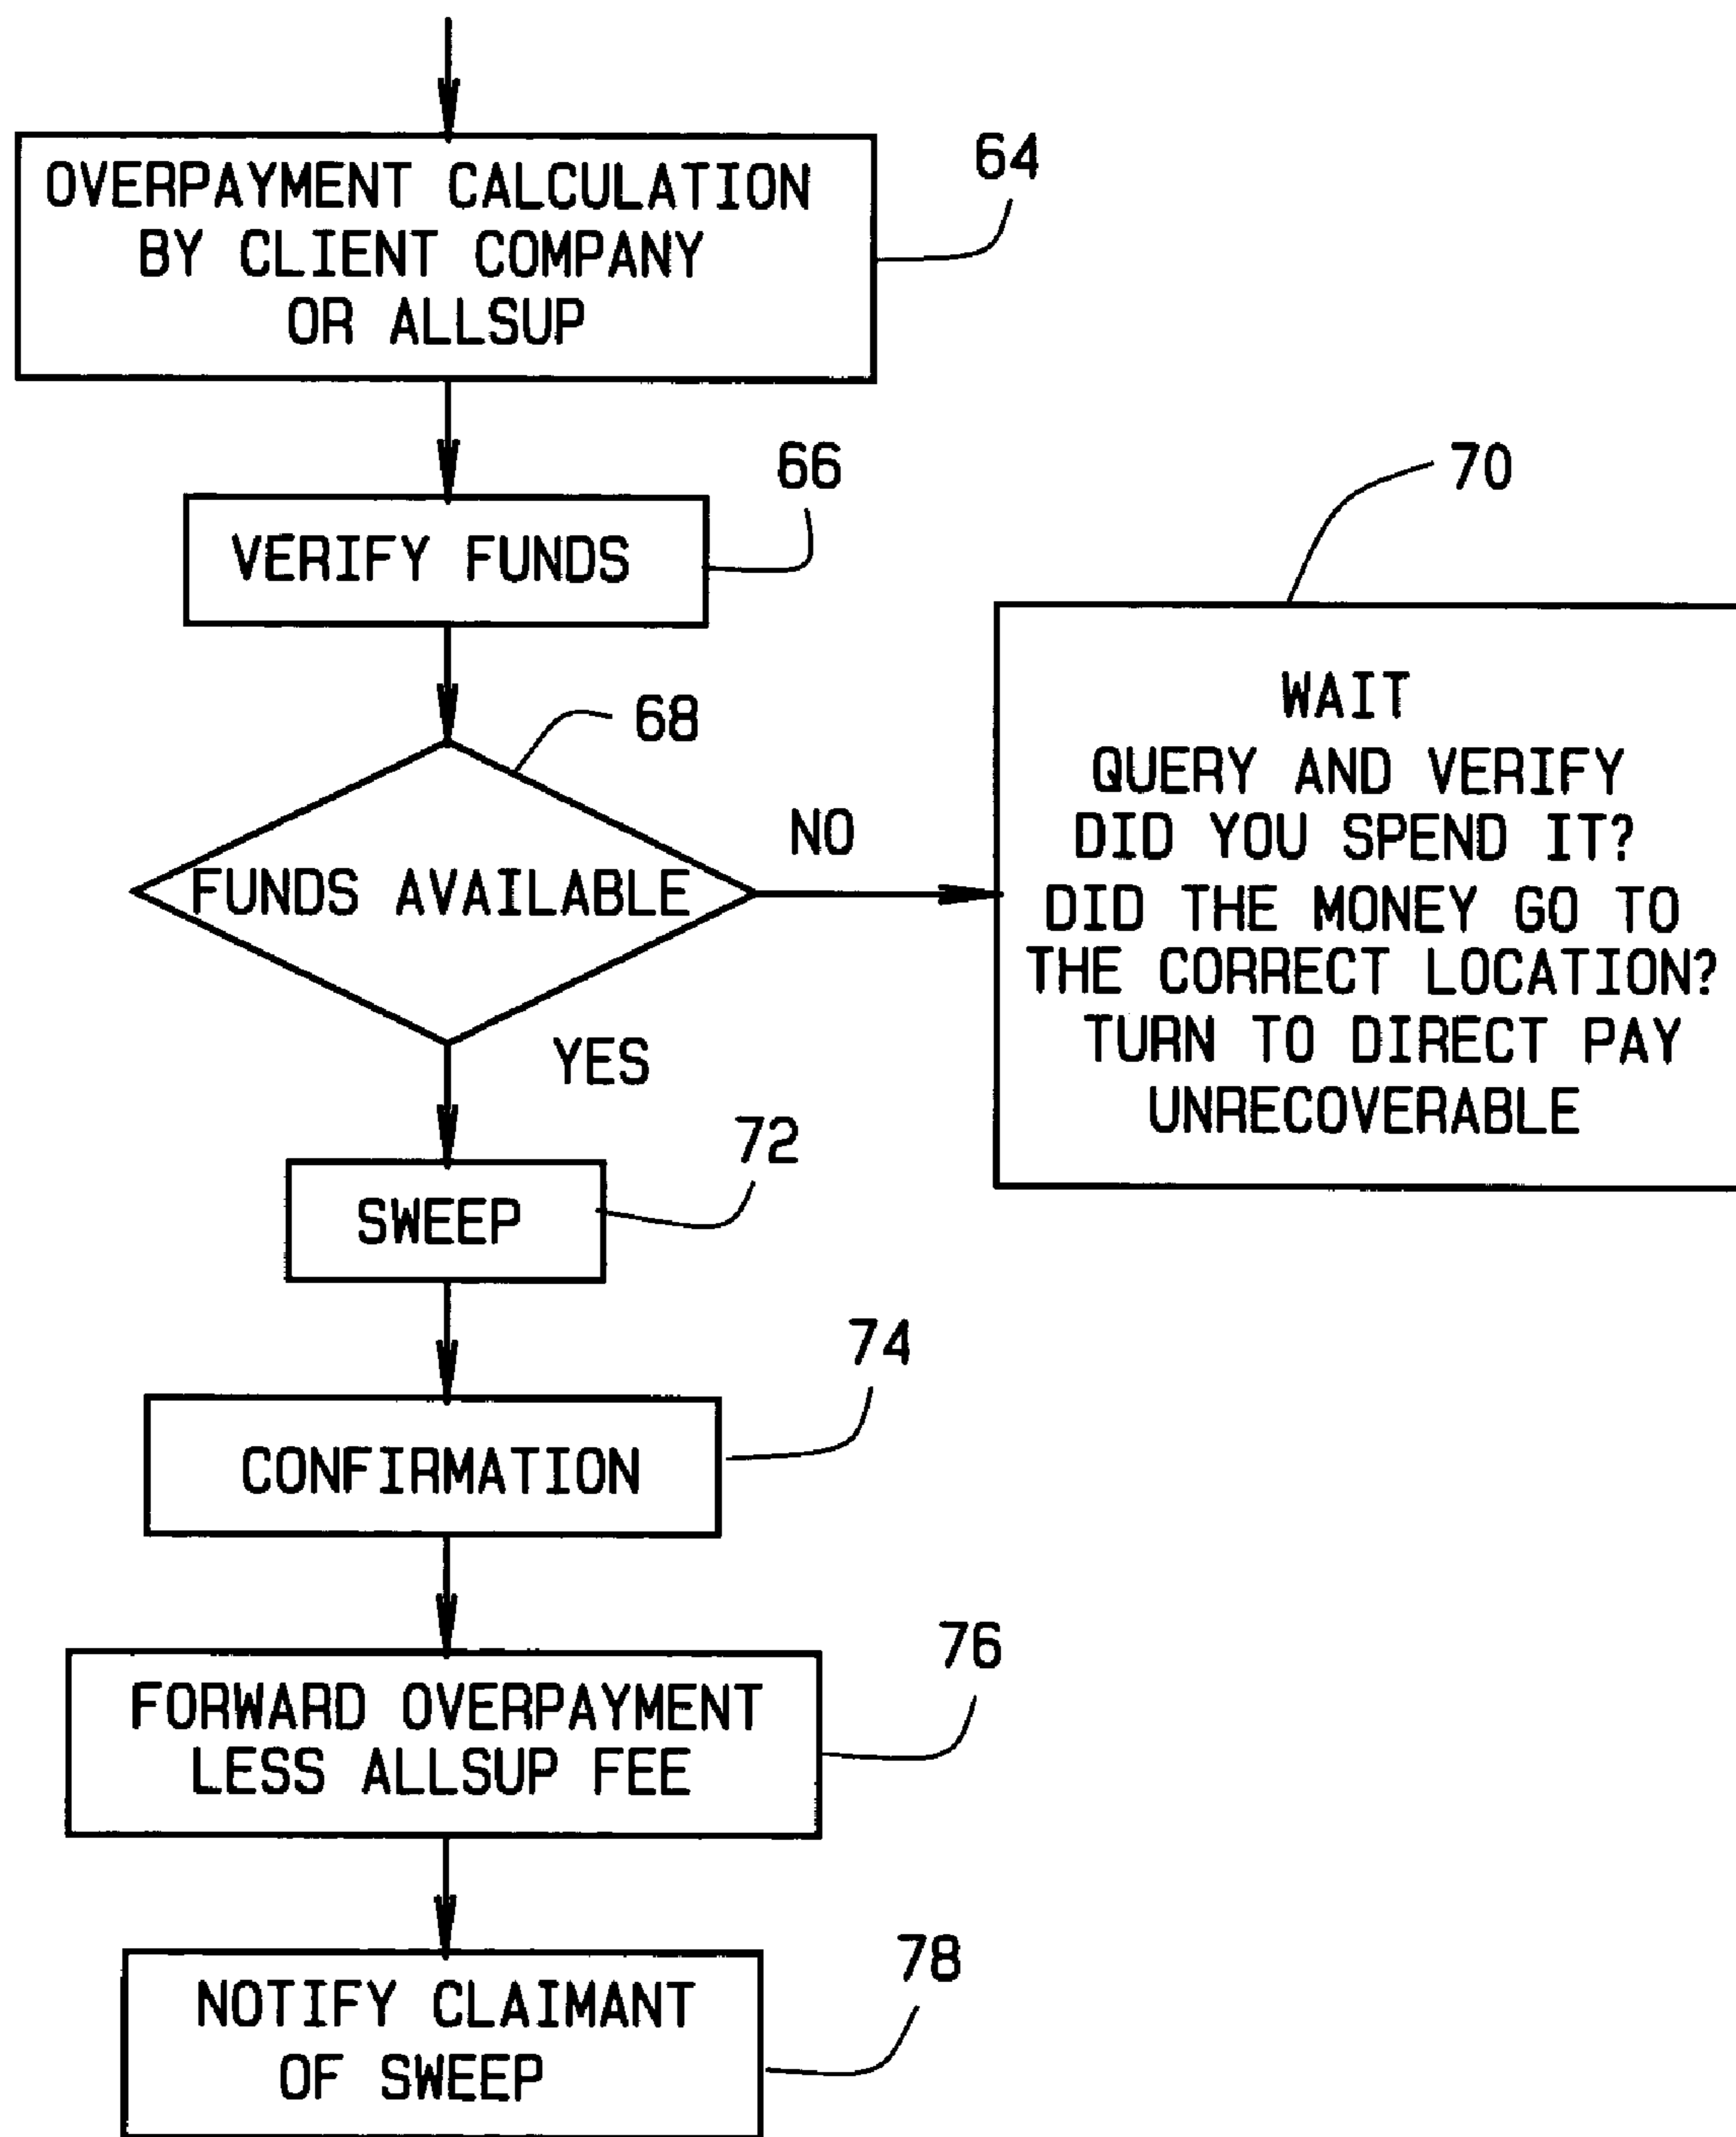 OVERPAYMENT CALCULATION
BY CLIENT COMPANY
OR ALLSUP
64
VERIFY FUNDS
66
FUNDS AVAILABLE
68
NO
WAIT
QUERY AND VERIFY
DID YOU SPEND IT?
DID THE MONEY GO TO
THE CORRECT LOCATION?
TURN TO DIRECT PAY
UNRECOVERABLE
70
YES
SWEEP
72
CONFIRMATION
74
FORWARD OVERPAYMENT
LESS ALLSUP FEE
76
NOTIFY CLAIMANT
OF SWEEP
78